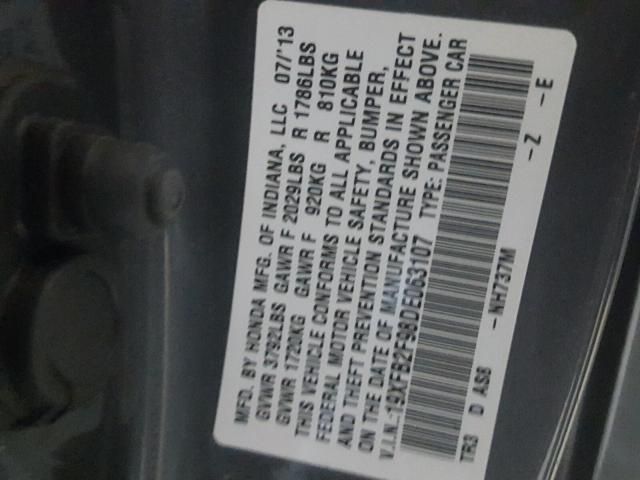 MFD. BY HONDA MFG. OF INDIANA, LLC 07/'13
GVWR 3792LBS GAWR F 2029LBS R 1786LBS
GVWR 1720KG GAWR F 920KG R 810KG
THIS VEHICLE CONFORMS TO ALL APPLICABLE
FEDERAL MOTOR VEHICLE SAFETY, BUMPER,
AND THEFT PREVENTION STANDARDS IN EFFECT
ON THE DATE OF MANUFACTURE SHOWN ABOVE.
V.I.N.:19XFB2F98DE063107 TYPE: PASSENGER CAR
TR3 D AS8 -NH737M -Z -E